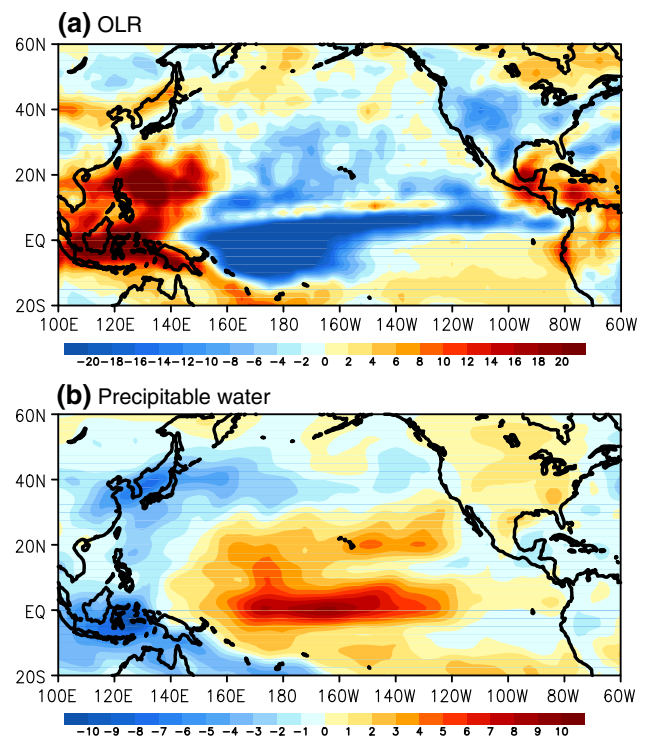 (a) OLR
60N
40N
20N
EQ
20S
100E 120E 140E 160E 180 160W 140W 120W 100W 80W 60W
-20 -18 -16 -14 -12 -10 -8 -6 -4 -2 0 2 4 6 8 10 12 14 16 18 20
(b) Precipitable water
60N
40N
20N
EQ
20S
100E 120E 140E 160E 180 160W 140W 120W 100W 80W 60W
-10 -9 -8 -7 -6 -5 -4 -3 -2 -1 0 1 2 3 4 5 6 7 8 9 10